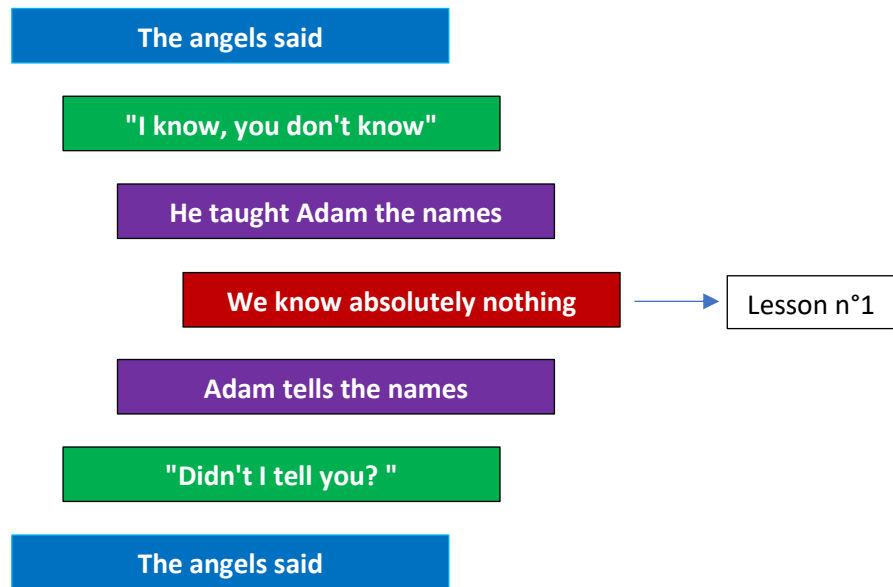 The angels said
"I know, you don't know"
He taught Adam the names
We know absolutely nothing
Lesson n°1
Adam tells the names
"Didn't I tell you? "
The angels said